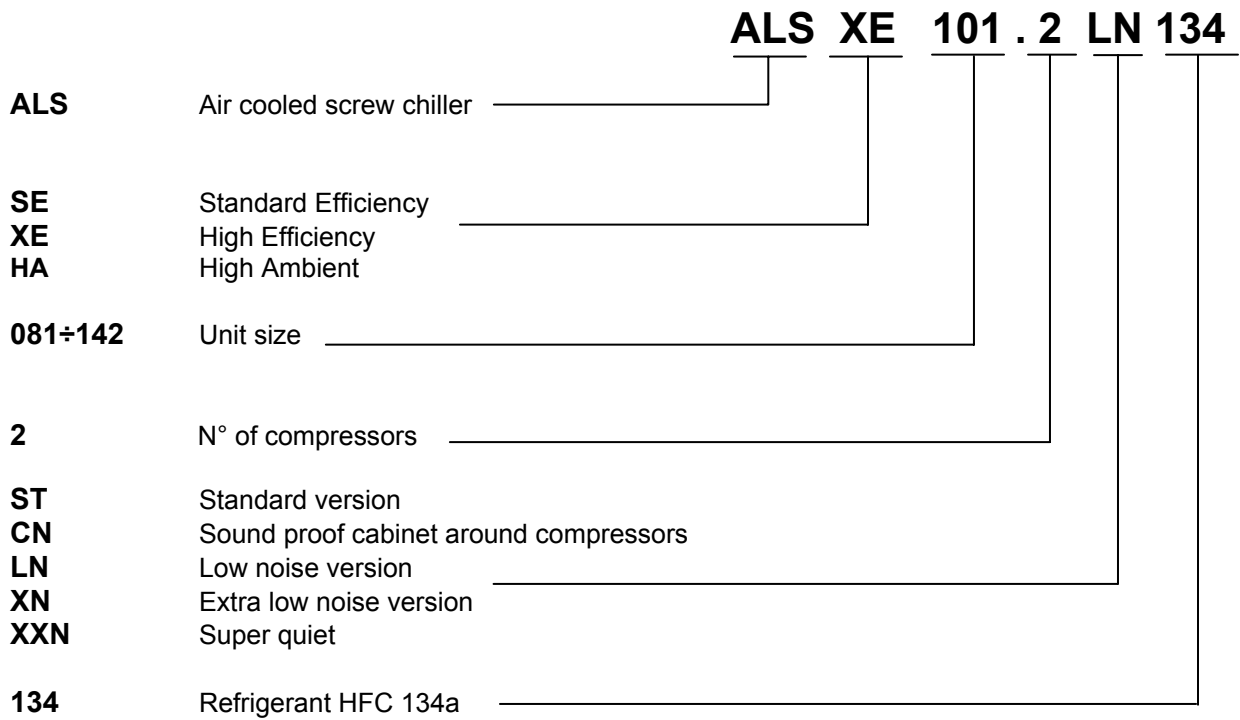 ALS XE 101 . 2 LN 134
ALS Air cooled screw chiller
SE Standard Efficiency
XE High Efficiency
HA High Ambient
081÷142 Unit size
2 N° of compressors
ST Standard version
CN Sound proof cabinet around compressors
LN Low noise version
XN Extra low noise version
XXN Super quiet
134 Refrigerant HFC 134a